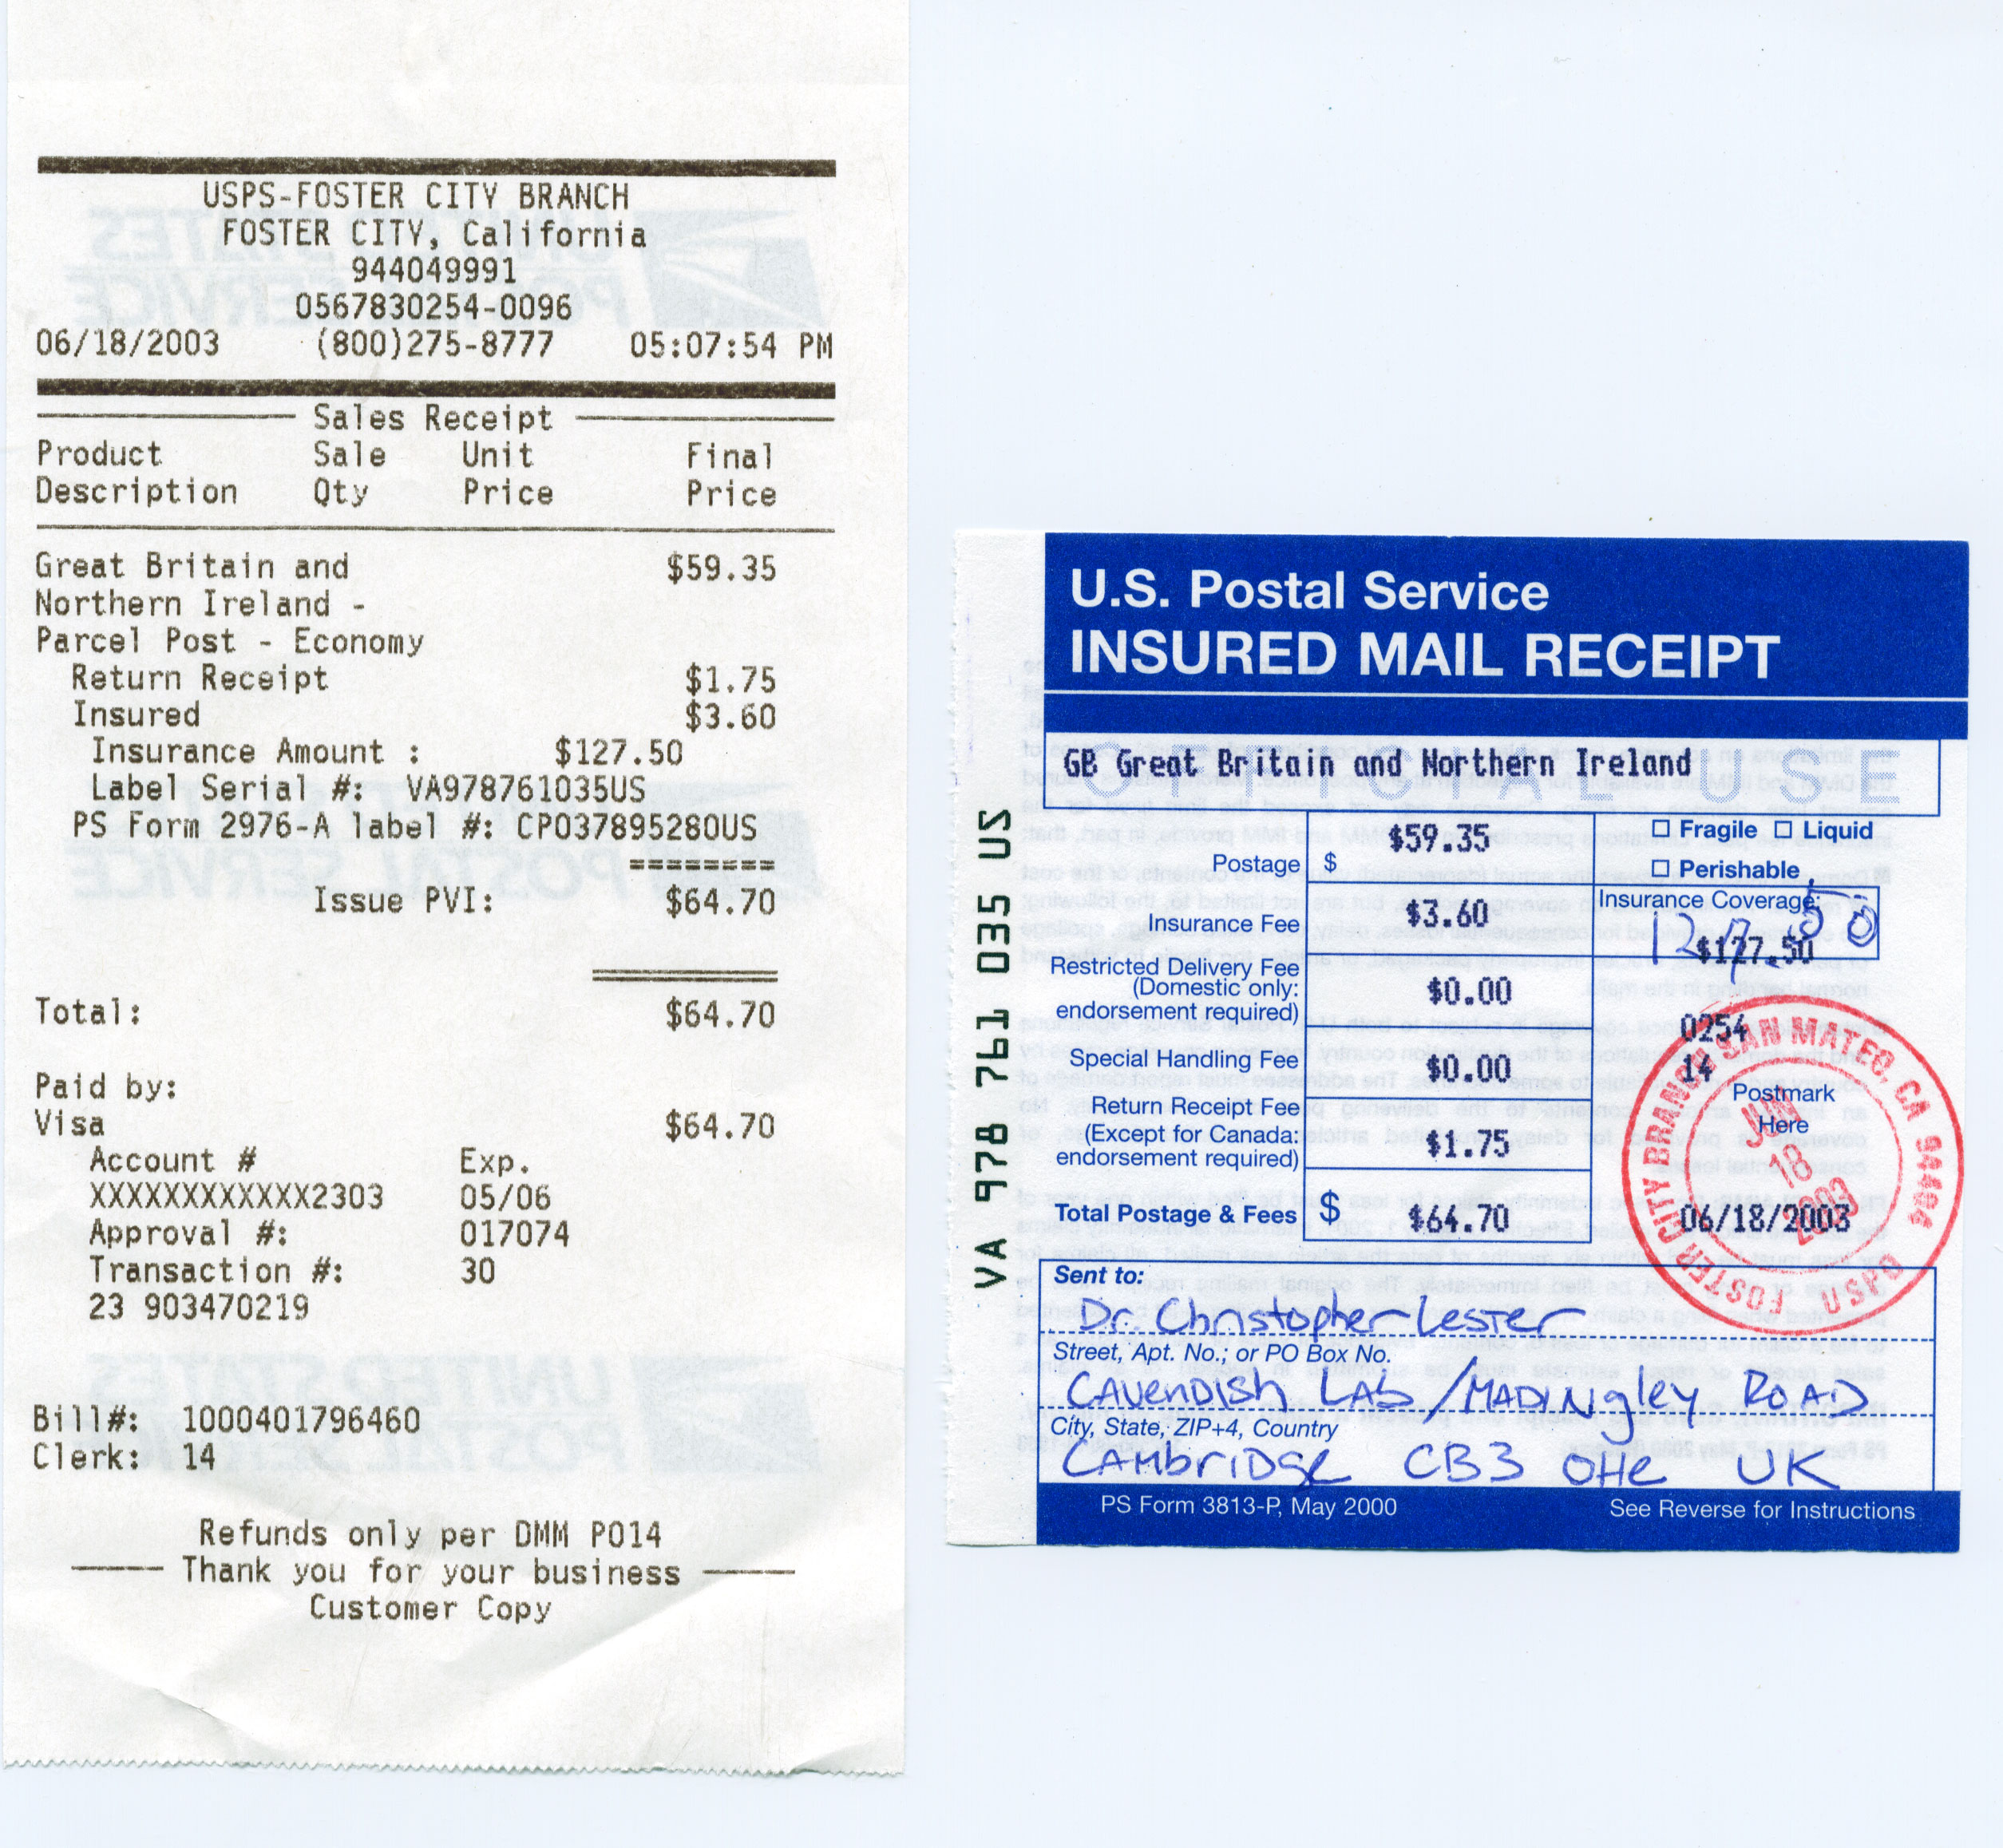 USPS-FOSTER CITY BRANCH
FOSTER CITY, California
944049991
0567830254-0096
06/18/2003 (800)275-8777 05:07:54 PM
Sales Receipt
Product Sale Unit Final
Description Qty Price Price
Great Britain and $59.35
Northern Ireland -
Parcel Post - Economy
Return Receipt $1.75
Insured $3.60
Insurance Amount : $127.50
Label Serial #: VA978761035US
PS Form 2976-A label #: CP037895280US
========
Issue PVI: $64.70
Total: $64.70
Paid by:
Visa $64.70
Account # Exp.
XXXXXXXXXXXX2303 05/06
Approval #: 017074
Transaction #: 30
23 903470219
Bill#: 1000401796460
Clerk: 14
Refunds only per DMM P014
Thank you for your business
Customer Copy
VA 978 761 035 US
U.S. Postal Service
INSURED MAIL RECEIPT
OFFICIAL USE
GB Great Britain and Northern Ireland
Postage $ $59.35
Insurance Fee $3.60
Restricted Delivery Fee
(Domestic only:
endorsement required) $0.00
Special Handling Fee $0.00
Return Receipt Fee
(Except for Canada:
endorsement required) $1.75
Total Postage & Fees $ $64.70
Fragile Liquid
Perishable
Insurance Coverage:
127.50
$127.50
0254
14
Postmark
Here
06/18/2003
FOSTER CITY BRANCH SAN MATEO, CA 94404
USPS
JUN
18
2003
Sent to:
Dr. Christopher Lester
Street, Apt. No.; or PO Box No.
CAVENDISH LAB / MADINgley ROAD
City, State, ZIP+4, Country
CAMbRIDge CB3 OHe UK
PS Form 3813-P, May 2000 See Reverse for Instructions